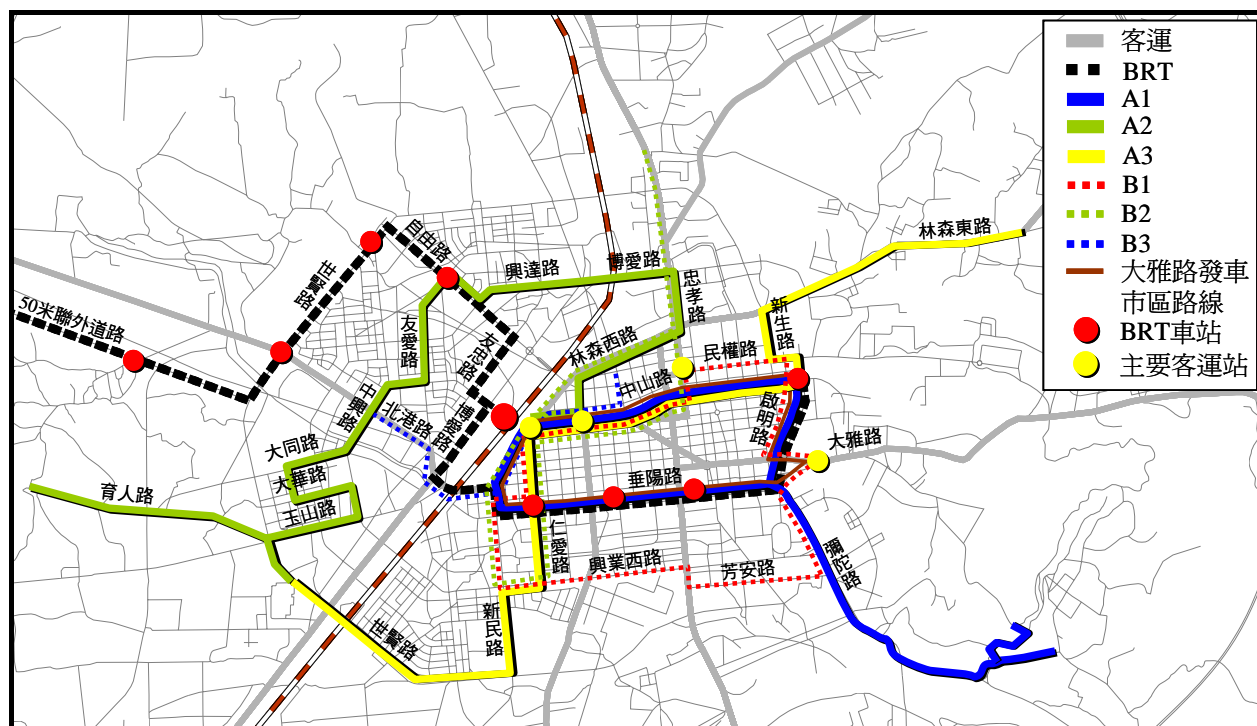 客運
BRT
A1
A2
A3
B1
B2
B3
大雅路發車
市區路線
BRT車站
主要客運站
林森東路
自由路
世賢路
興達路
博愛路
忠孝路
50米聯外道路
友愛路
友忠路
林森西路
新生路
民權路
中山路
中興路
北港路
博愛路
啟明路
大雅路
大同路
大華路
育人路
玉山路
垂陽路
仁愛路
興業西路
芳安路
彌陀路
新民路
世賢路